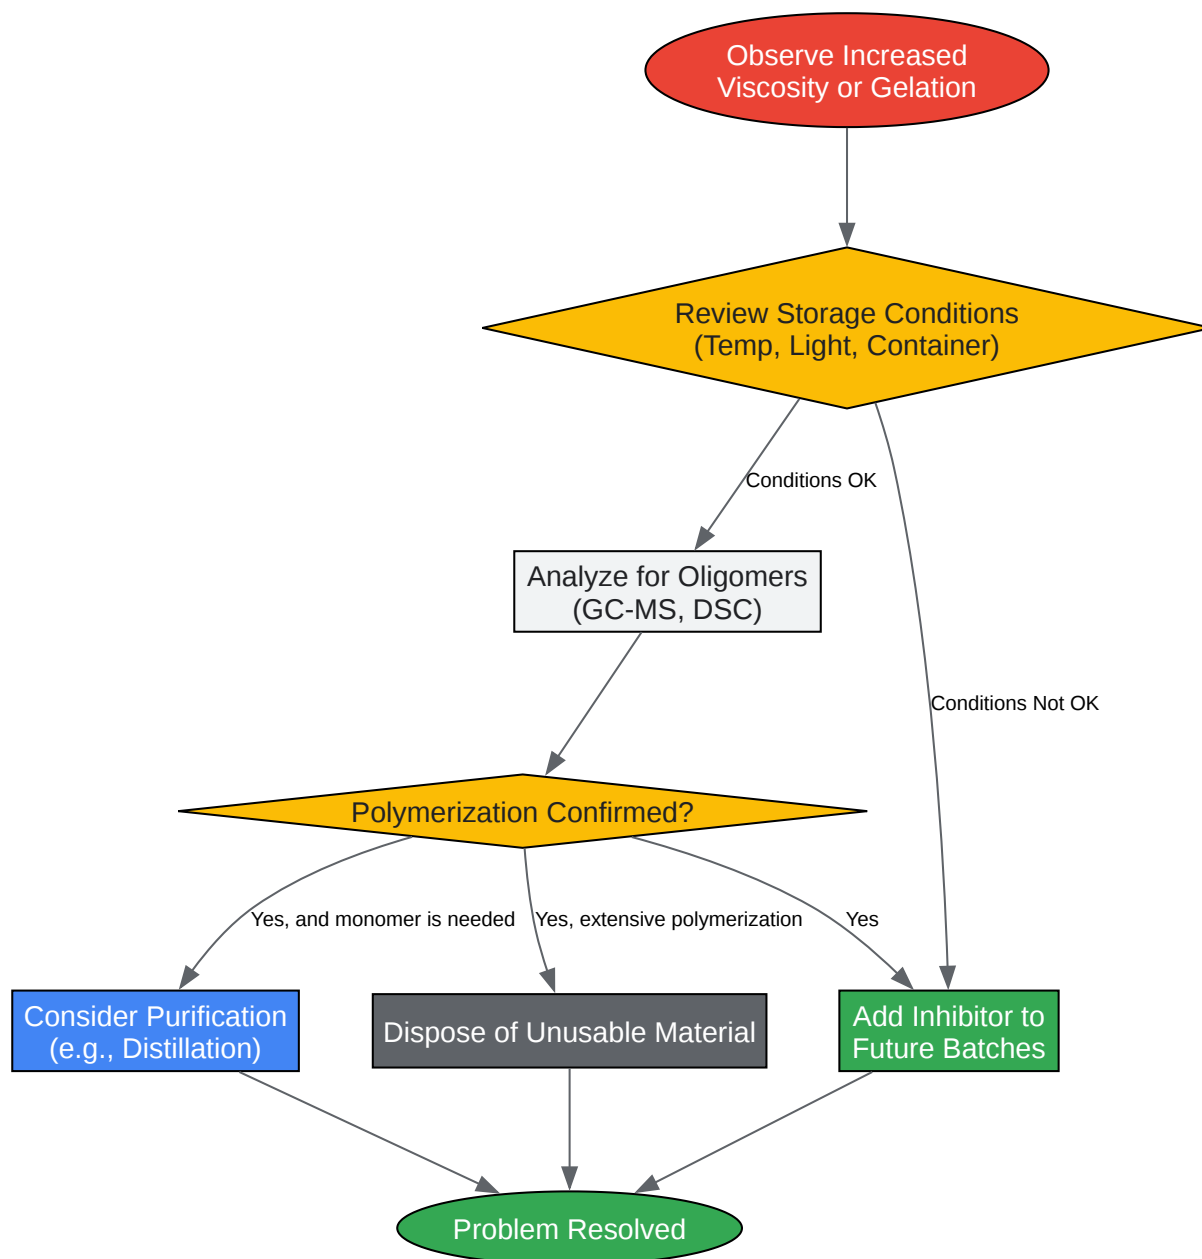 Observe Increased
Viscosity or Gelation
Review Storage Conditions
(Temp, Light, Container)
Conditions OK
Analyze for Oligomers
(GC-MS, DSC)
Conditions Not OK
Polymerization Confirmed?
Yes, and monomer is needed
Yes, extensive polymerization
Yes
Consider Purification
(e.g., Distillation)
Dispose of Unusable Material
Add Inhibitor to
Future Batches
Problem Resolved